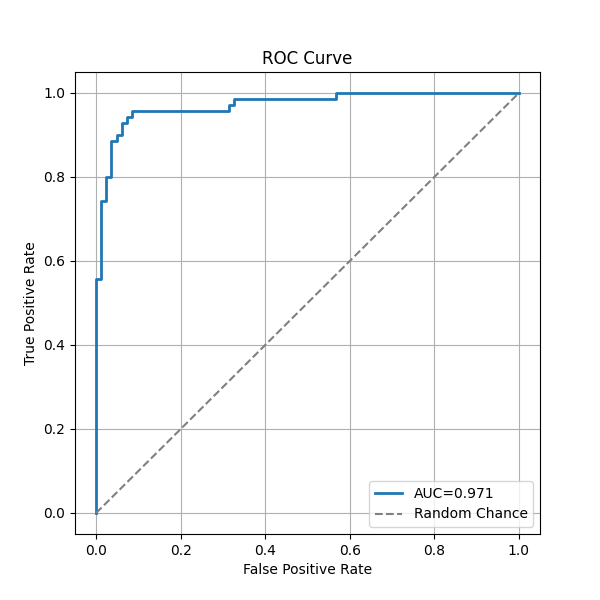 ROC Curve
1.0
0.8
0.6
0.4
0.2
0.0
True Positive Rate
0.0 0.2 0.4 0.6 0.8 1.0
False Positive Rate
AUC=0.971
Random Chance